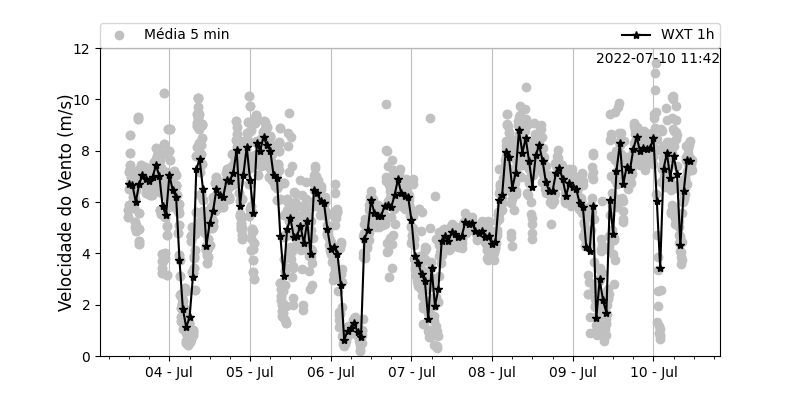 Média 5 min
WXT 1h
2022-07-10 11:42
Velocidade do Vento (m/s)
12
10
8
6
4
2
0
04 - Jul 05 - Jul 06 - Jul 07 - Jul 08 - Jul 09 - Jul 10 - Jul